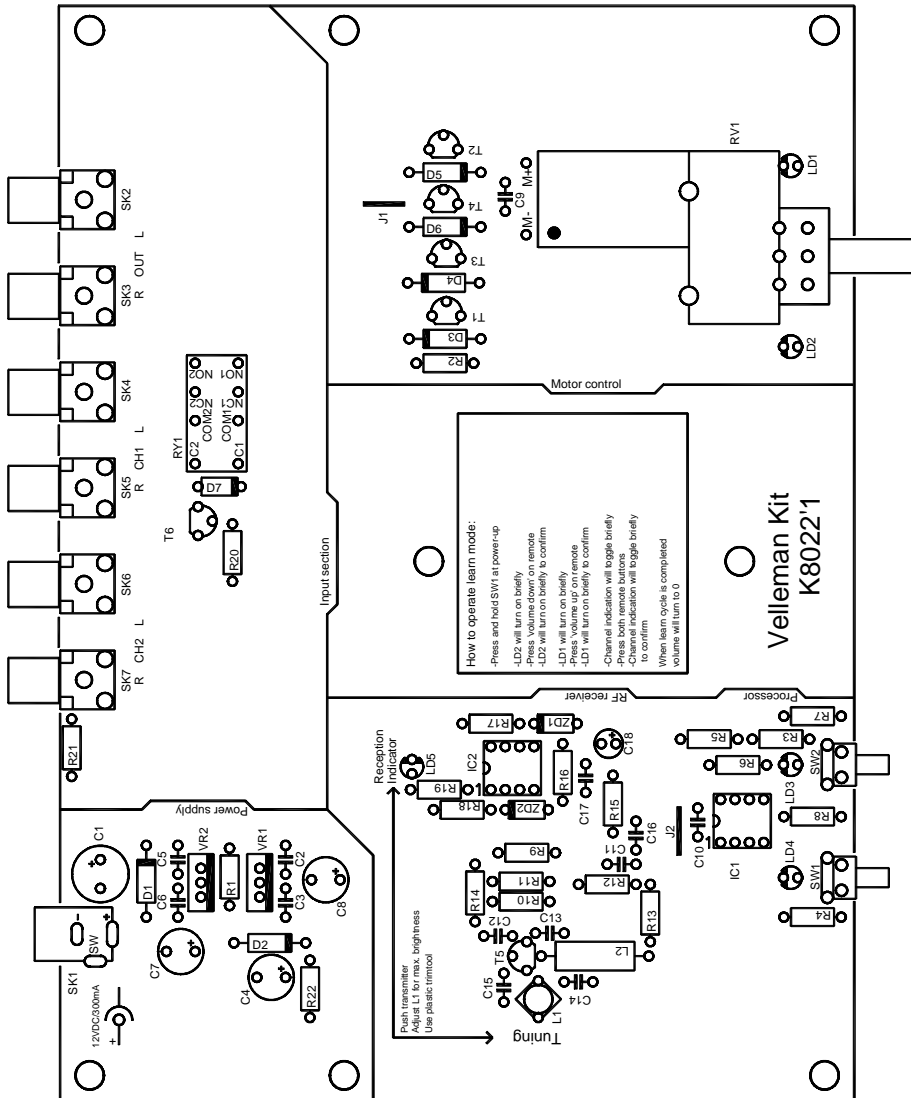 SK2
L
SK3
R OUT
SK4
L
SK5
R CH1
SK6
L
SK7
R CH2
R21
RY1
C2 COM2 NC2 NO2
C1 COM1 NC1 NO1
D7
T6
R20
Input section
T2
D5
T4
D6
T3
D4
T1
D3
R2
J1
C9
M+
M-
RV1
LD1
LD2
Motor control
How to operate learn mode:
-Press and hold SW1 at power-up
-LD2 will turn on briefly
-Press 'volume down' on remote
-LD2 will turn on briefly to confirm
-LD1 will turn on briefly
-Press 'volume up' on remote
-LD1 will turn on briefly to confirm
-Channel indication will toggle briefly
-Press both remote buttons
-Channel indication will toggle briefly
to confirm
When learn cycle is completed
volume will turn to 0
Velleman Kit
K8022'1
Power supply
C1
D1
C5
C6
VR2
R1
VR1
C2
C3
C8
C7
D2
C4
R22
SK1
SW
-
+
12VDC/300mA
+
RF receiver
Reception
Indicator
LD5
R19
R18
R17
IC2
ZD1
ZD2
R16
C18
C17
R15
C16
C11
R9
R11
R10
R14
R12
R13
C12
C13
T5
L2
C15
C14
L1
Push transmitter
Adjust L1 for max. brightness
Use plastic trimtool
Tuning
Processor
R7
R5
R3
R6
LD3
SW2
J2
C10
IC1
R8
LD4
SW1
R4